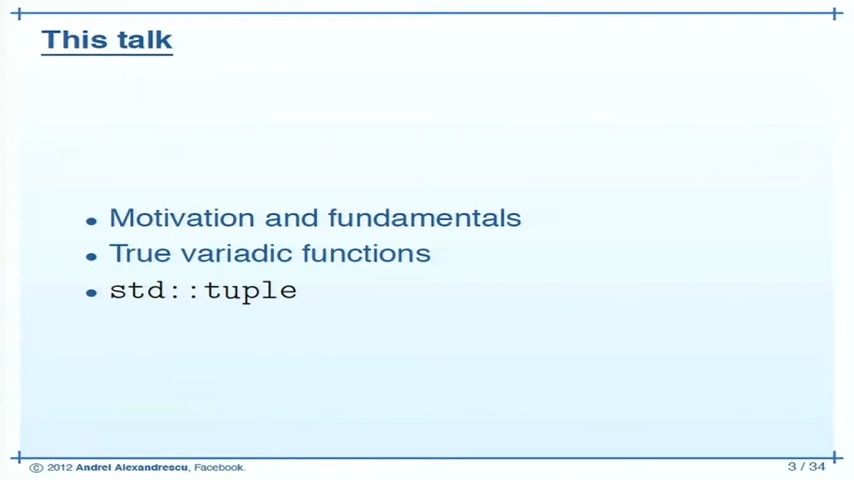 This talk
• Motivation and fundamentals
• True variadic functions
• std::tuple
© 2012 Andrei Alexandrescu, Facebook.
3 / 34